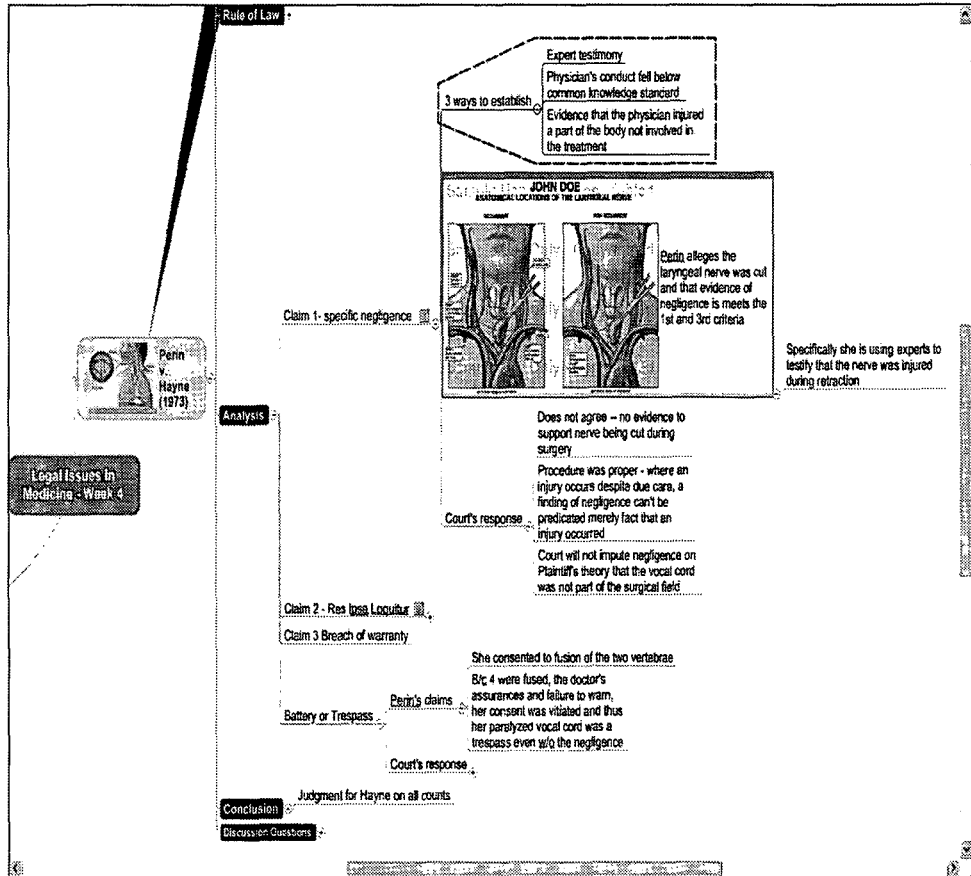 Rule of Law
Expert testimony
Physician's conduct fell below
common knowledge standard
3 ways to establish
Evidence that the physician injured
a part of the body not involved in
the treatment
JOHN DOE
ANATOMICAL LOCATIONS OF THE LARYNGEAL NERVE
Perin alleges the
laryngeal nerve was cut
and that evidence of
negligence is meets the
1st and 3rd criteria
Claim 1- specific negligence
Perin
v.
Hayne
(1973)
Specifically she is using experts to
testify that the nerve was injured
during retraction
Analysis
Does not agree – no evidence to
support nerve being cut during
surgery
Legal Issues in
Medicine - Week 4
Procedure was proper - where an
injury occurs despite due care, a
finding of negligence can't be
predicated merely fact that an
injury occurred
Court's response
Court will not impute negligence on
Plaintiff's theory that the vocal cord
was not part of the surgical field
Claim 2 - Res Ipsa Loquitur
Claim 3 Breach of warranty
She consented to fusion of the two vertebrae
B/c 4 were fused, the doctor's
assurances and failure to warn,
her consent was vitiated and thus
her paralyzed vocal cord was a
trespass even w/o the negligence
Perin's claims
Battery or Trespass
Court's response
Judgment for Hayne on all counts
Conclusion
Discussion Questions